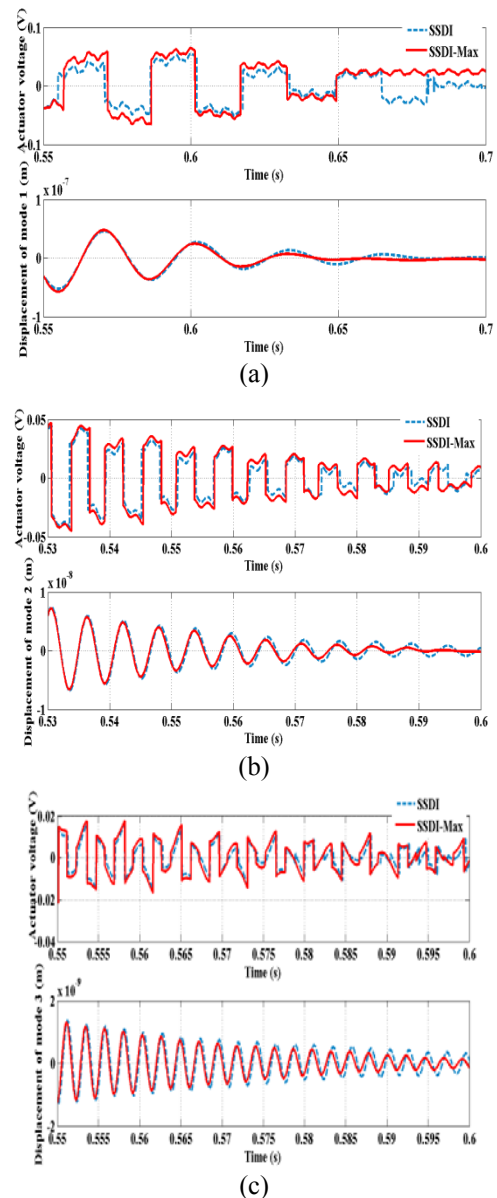 SSDI
SSDI-Max
Actuator voltage (V)
0.1
0
0.1
0.55 0.6 0.65 0.7
Time (s)
x 10^-7
Displacement of mode 1 (m)
1
0
-1
0.55 0.6 0.65 0.7
Time (s)
(a)
SSDI
SSDI-Max
Actuator voltage (V)
0.05
0
-0.05
0.53 0.54 0.55 0.56 0.57 0.58 0.59 0.6
Time (s)
x 10^-3
Displacement of mode 2 (m)
1
0
-1
0.53 0.54 0.55 0.56 0.57 0.58 0.59 0.6
Time (s)
(b)
SSDI
SSDI-Max
Actuator voltage (V)
0.02
0
-0.02
-0.04
0.55 0.555 0.56 0.565 0.57 0.575 0.58 0.585 0.59 0.595 0.6
Time (s)
x 10^-9
Displacement of mode 3 (m)
2
0
-2
0.55 0.555 0.56 0.565 0.57 0.575 0.58 0.585 0.59 0.595 0.6
Time (s)
(c)